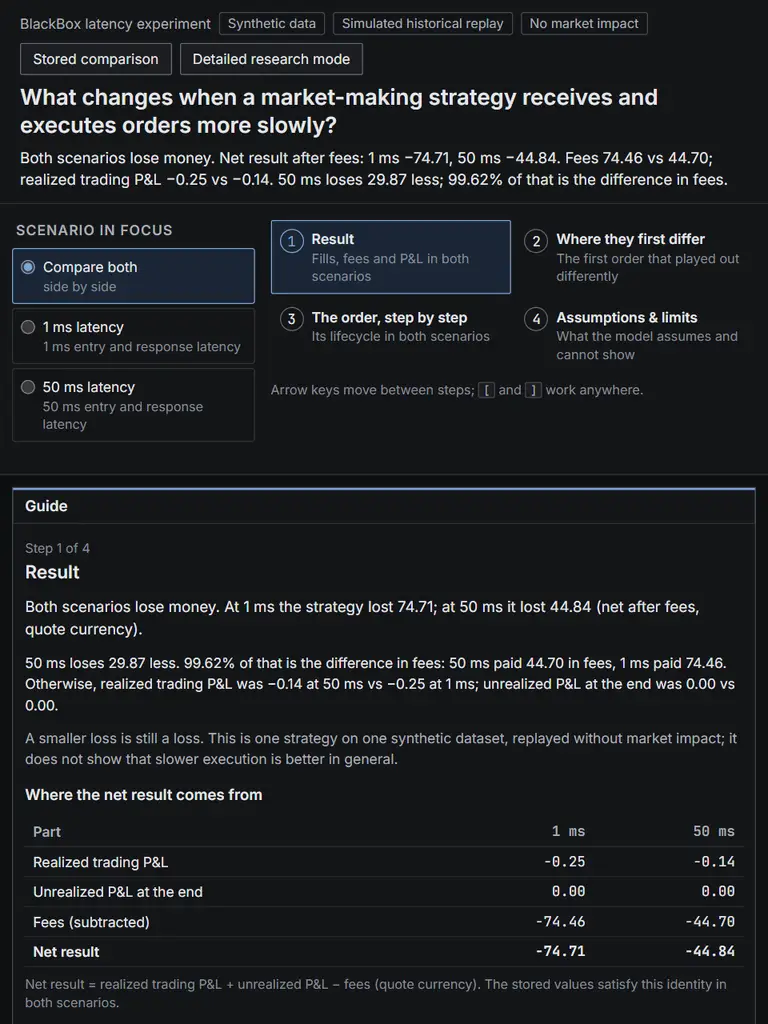 BlackBox latency experiment Synthetic data Simulated historical replay No market impact
Stored comparison Detailed research mode
What changes when a market-making strategy receives and
executes orders more slowly?
Both scenarios lose money. Net result after fees: 1 ms −74.71, 50 ms −44.84. Fees 74.46 vs 44.70;
realized trading P&L −0.25 vs −0.14. 50 ms loses 29.87 less; 99.62% of that is the difference in fees.
SCENARIO IN FOCUS
Compare both
side by side
1 ms latency
1 ms entry and response latency
50 ms latency
50 ms entry and response
latency
1 Result
Fills, fees and P&L in both
scenarios
2 Where they first differ
The first order that played out
differently
3 The order, step by step
Its lifecycle in both scenarios
4 Assumptions & limits
What the model assumes and
cannot show
Arrow keys move between steps; [ and ] work anywhere.
Guide
Step 1 of 4
Result
Both scenarios lose money. At 1 ms the strategy lost 74.71; at 50 ms it lost 44.84 (net after fees,
quote currency).
50 ms loses 29.87 less. 99.62% of that is the difference in fees: 50 ms paid 44.70 in fees, 1 ms paid 74.46.
Otherwise, realized trading P&L was −0.14 at 50 ms vs −0.25 at 1 ms; unrealized P&L at the end was 0.00 vs
0.00.
A smaller loss is still a loss. This is one strategy on one synthetic dataset, replayed without market impact; it
does not show that slower execution is better in general.
Where the net result comes from
Part 1 ms 50 ms
Realized trading P&L -0.25 -0.14
Unrealized P&L at the end 0.00 0.00
Fees (subtracted) -74.46 -44.70
Net result -74.71 -44.84
Net result = realized trading P&L + unrealized P&L − fees (quote currency). The stored values satisfy this identity in
both scenarios.